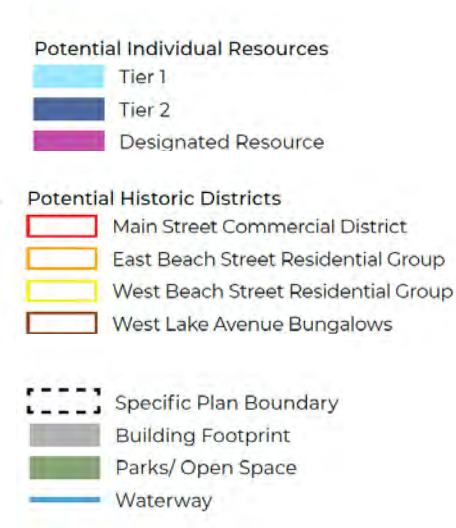 Potential Individual Resources
Tier 1
Tier 2
Designated Resource
Potential Historic Districts
Main Street Commercial District
East Beach Street Residential Group
West Beach Street Residential Group
West Lake Avenue Bungalows
Specific Plan Boundary
Building Footprint
Parks/ Open Space
Waterway